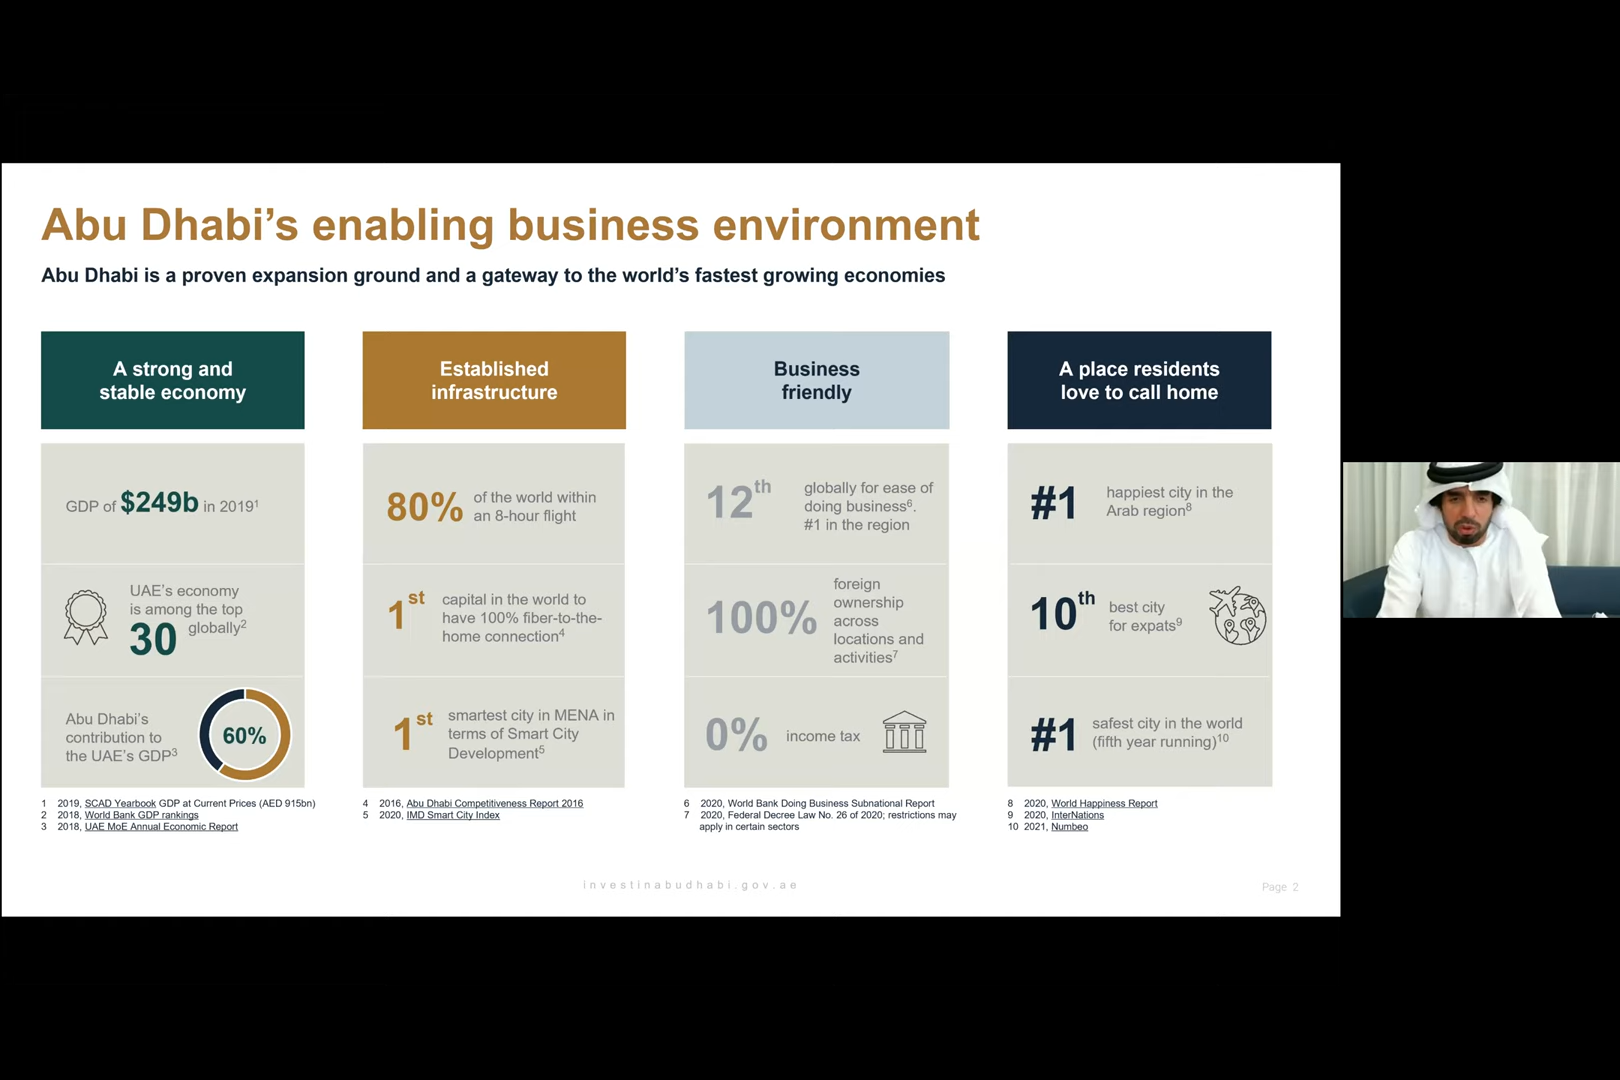 Abu Dhabi’s enabling business environment
Abu Dhabi is a proven expansion ground and a gateway to the world’s fastest growing economies
A strong and
stable economy
GDP of $249b in 2019¹
UAE’s economy
is among the top
30 globally²
Abu Dhabi’s
contribution to
the UAE’s GDP³
60%
1 2019, SCAD Yearbook GDP at Current Prices (AED 915bn)
2 2018, World Bank GDP rankings
3 2018, UAE MoE Annual Economic Report
Established
infrastructure
80% of the world within
an 8-hour flight
1st capital in the world to
have 100% fiber-to-the-
home connection⁴
1st smartest city in MENA in
terms of Smart City
Development⁵
4 2016, Abu Dhabi Competitiveness Report 2016
5 2020, IMD Smart City Index
Business
friendly
12th globally for ease of
doing business⁶.
#1 in the region
100% foreign
ownership
across
locations and
activities⁷
0% income tax
6 2020, World Bank Doing Business Subnational Report
7 2020, Federal Decree Law No. 26 of 2020; restrictions may
apply in certain sectors
A place residents
love to call home
#1 happiest city in the
Arab region⁸
10th best city
for expats⁹
#1 safest city in the world
(fifth year running)¹⁰
8 2020, World Happiness Report
9 2020, InterNations
10 2021, Numbeo
investinabudhabi.gov.ae
Page 2